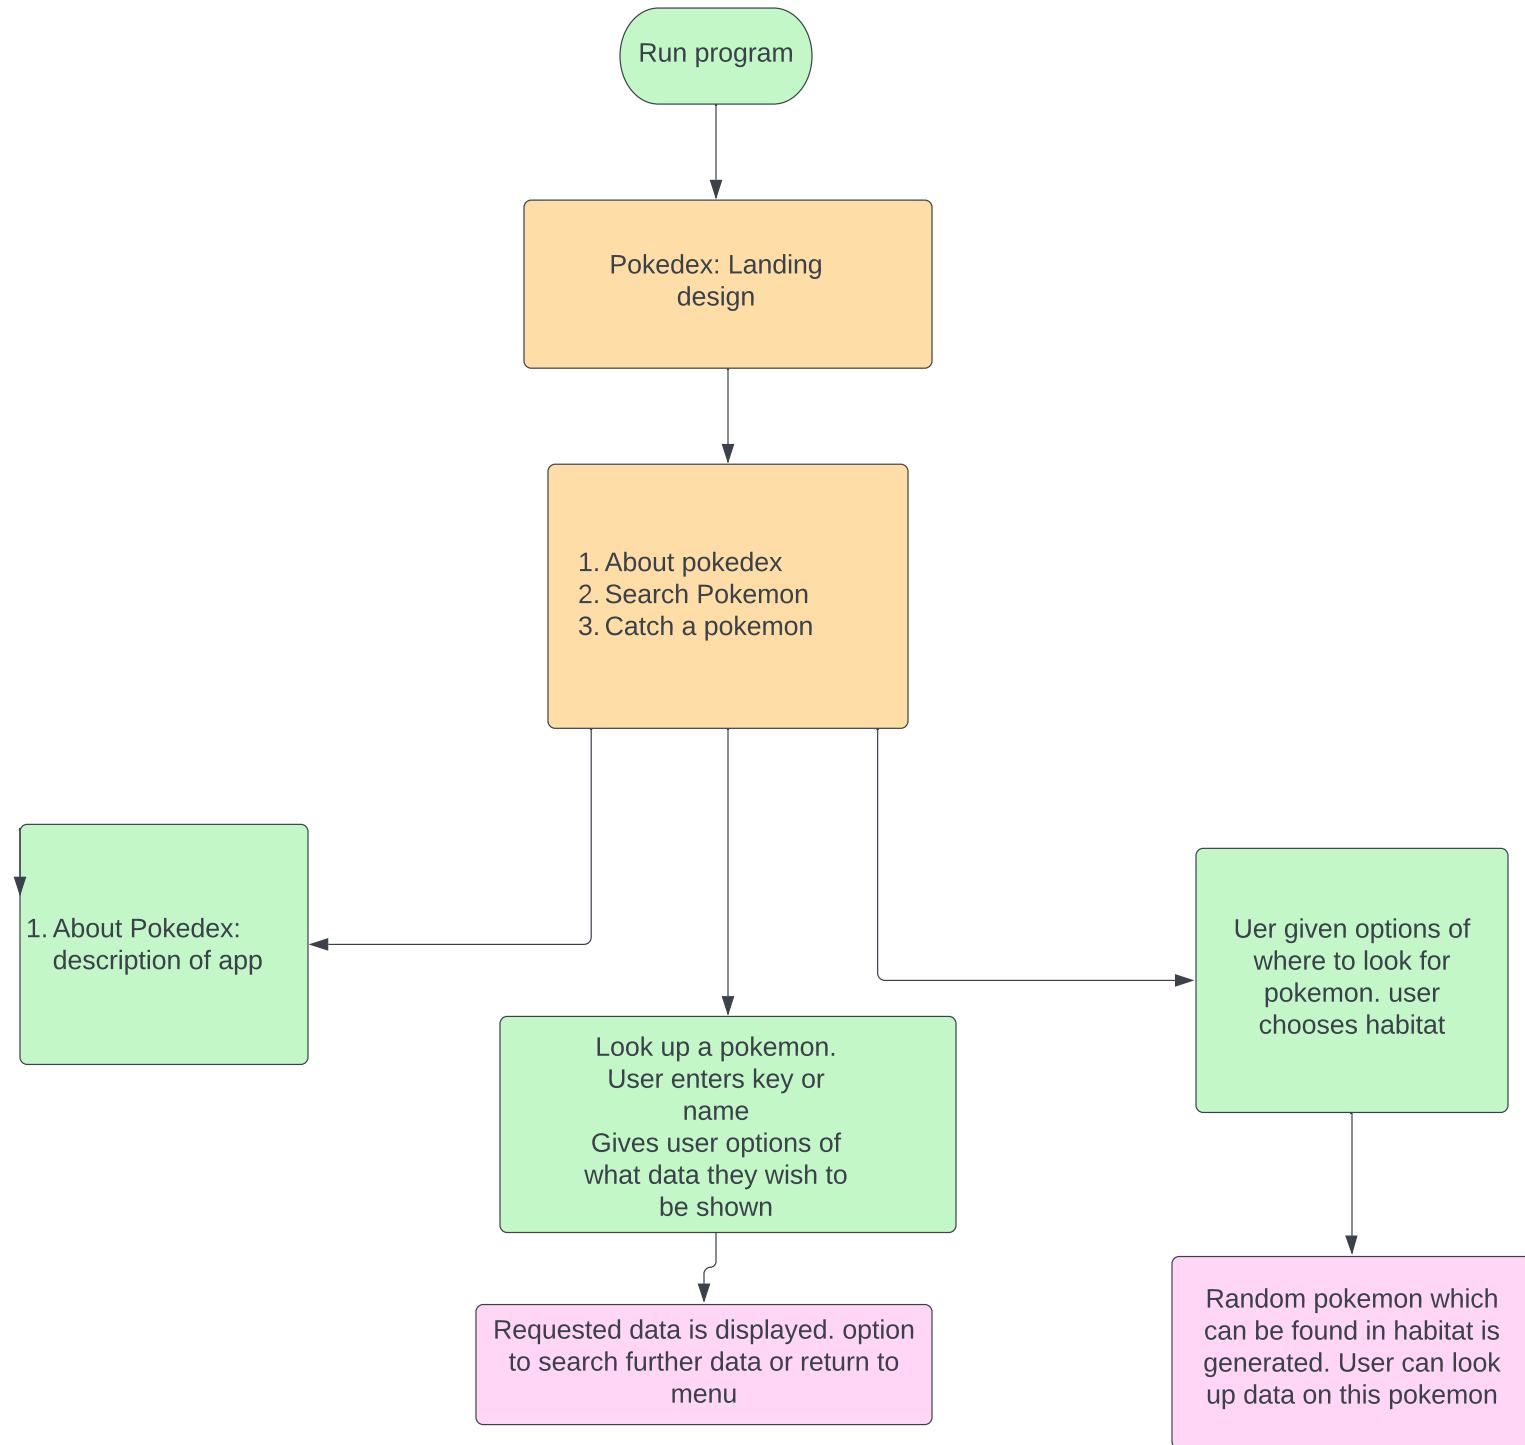 Run program
Pokedex: Landing
design
1. About pokedex
2. Search Pokemon
3. Catch a pokemon
1. About Pokedex:
description of app
Uer given options of
where to look for
pokemon. user
chooses habitat
Look up a pokemon.
User enters key or
name
Gives user options of
what data they wish to
be shown
Requested data is displayed. option
to search further data or return to
menu
Random pokemon which
can be found in habitat is
generated. User can look
up data on this pokemon